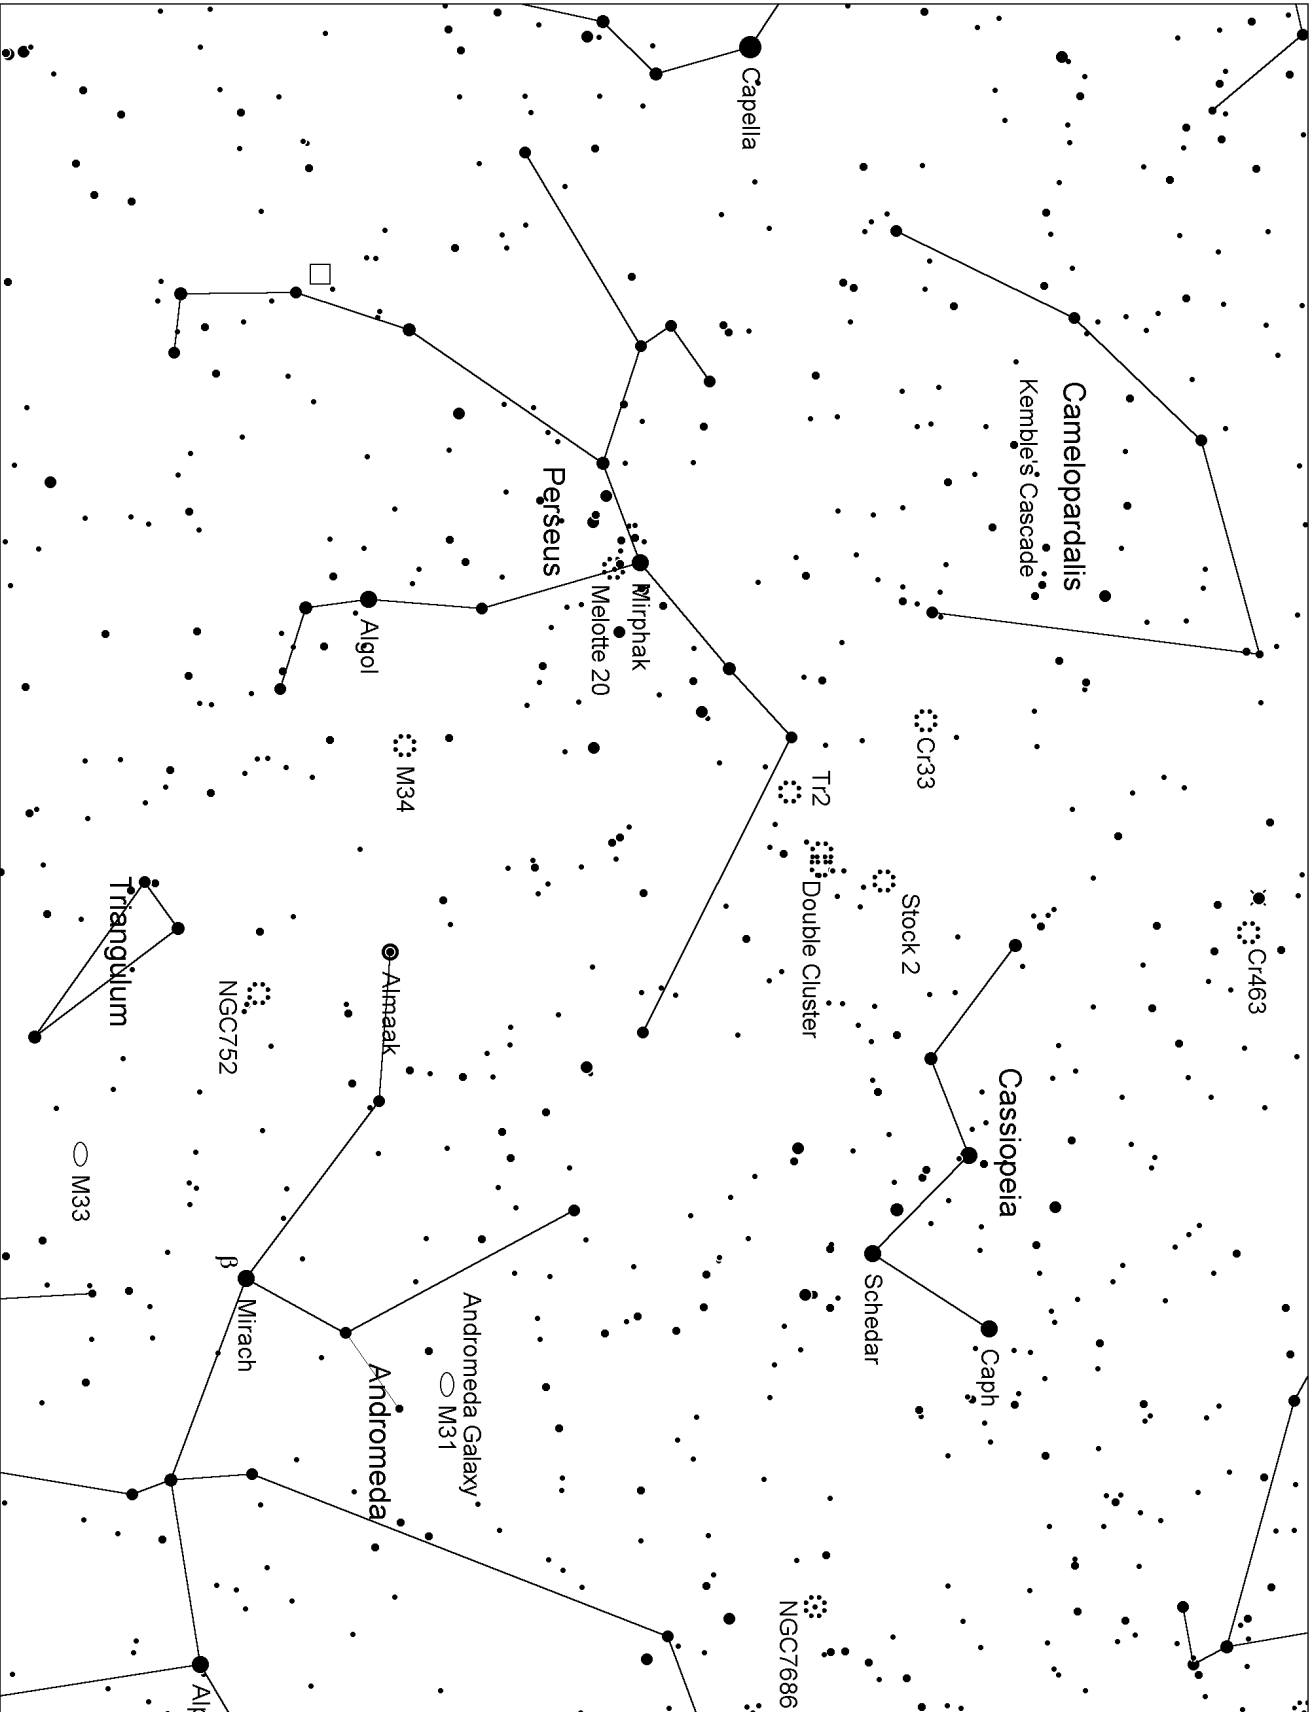 Capella
Camelopardalis
Kemble's Cascade
Perseus
Mirphak
Melotte 20
Algol
Cr33
M34
Tr2
Double Cluster
Stock 2
Cr463
Triangulum
NGC752
Almaak
Cassiopeia
M33
β
Mirach
Schedar
Caph
Andromeda Galaxy
M31
Andromeda
NGC7686
Alp